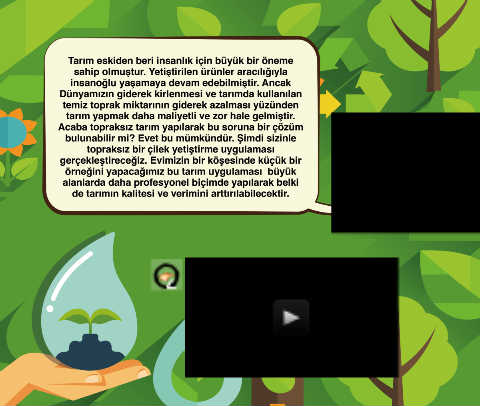 Tarım eskiden beri insanlık için büyük bir öneme
sahip olmuştur. Yetiştirilen ürünler aracılığıyla
insanoğlu yaşamaya devam edebilmiştir. Ancak
Dünyamızın giderek kirlenmesi ve tarımda kullanılan
temiz toprak miktarının giderek azalması yüzünden
tarım yapmak daha maliyetli ve zor hale gelmiştir.
Acaba topraksız tarım yapılarak bu soruna bir çözüm
bulunabilir mi? Evet bu mümkündür. Şimdi sizinle
topraksız bir çilek yetiştirme uygulaması
gerçekleştireceğiz. Evimizin bir köşesinde küçük bir
örneğini yapacağımız bu tarım uygulaması büyük
alanlarda daha profesyonel biçimde yapılarak belki
de tarımın kalitesi ve verimini arttırılabilecektir.